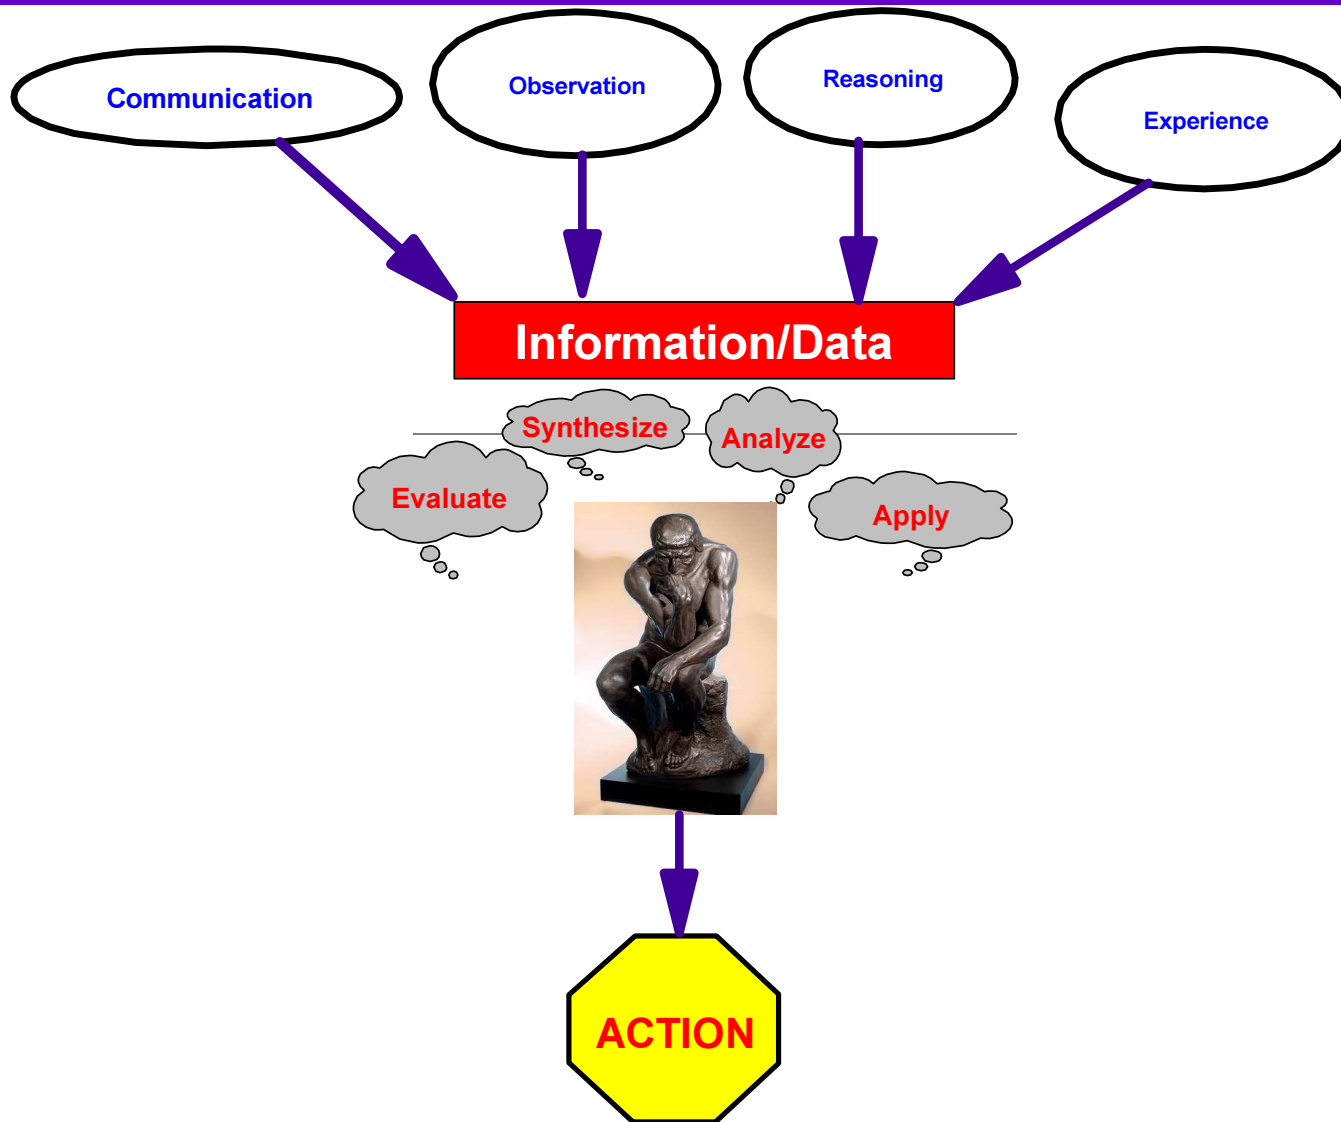 Communication
Observation
Reasoning
Experience
Information/Data
Synthesize
Analyze
Evaluate
Apply
ACTION